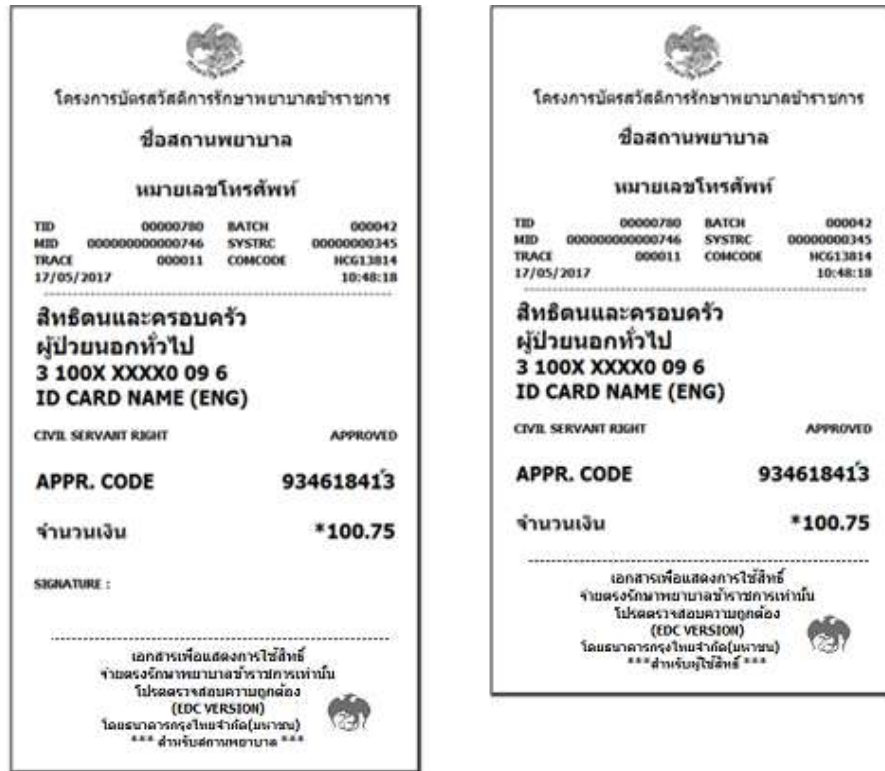 โครงการบัตรสวัสดิการรักษาพยาบาลข้าราชการ
ชื่อสถานพยาบาล
หมายเลขโทรศัพท์
TID 00000780 BATCH 000042
MID 000000000000746 SYSTRC 00000000345
TRACE 000011 COMCODE HCG13814
17/05/2017 10:48:18
สิทธิตนและครอบครัว
ผู้ป่วยนอกทั่วไป
3 100X XXXX0 09 6
ID CARD NAME (ENG)
CIVIL SERVANT RIGHT APPROVED
APPR. CODE 934618413
จำนวนเงิน *100.75
SIGNATURE :
เอกสารเพื่อแสดงการใช้สิทธิ์
จ่ายตรงรักษาพยาบาลข้าราชการเท่านั้น
โปรดตรวจสอบความถูกต้อง
(EDC VERSION)
โดยธนาคารกรุงไทยจำกัด(มหาชน)
*** สำหรับสถานพยาบาล ***
โครงการบัตรสวัสดิการรักษาพยาบาลข้าราชการ
ชื่อสถานพยาบาล
หมายเลขโทรศัพท์
TID 00000780 BATCH 000042
MID 000000000000746 SYSTRC 00000000345
TRACE 000011 COMCODE HCG13814
17/05/2017 10:48:18
สิทธิตนและครอบครัว
ผู้ป่วยนอกทั่วไป
3 100X XXXX0 09 6
ID CARD NAME (ENG)
CIVIL SERVANT RIGHT APPROVED
APPR. CODE 934618413
จำนวนเงิน *100.75
เอกสารเพื่อแสดงการใช้สิทธิ์
จ่ายตรงรักษาพยาบาลข้าราชการเท่านั้น
โปรดตรวจสอบความถูกต้อง
(EDC VERSION)
โดยธนาคารกรุงไทยจำกัด(มหาชน)
***สำหรับผู้ใช้สิทธิ์ ***